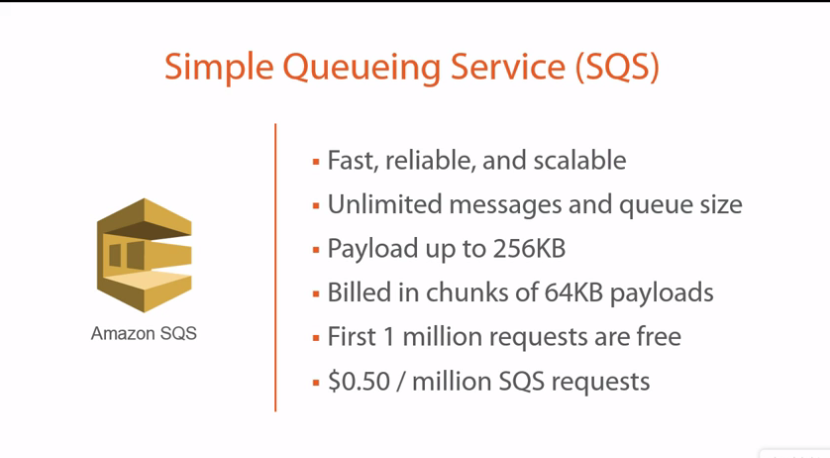 Simple Queueing Service (SQS)
▪ Fast, reliable, and scalable
▪ Unlimited messages and queue size
▪ Payload up to 256KB
▪ Billed in chunks of 64KB payloads
▪ First 1 million requests are free
▪ $0.50 / million SQS requests
Amazon SQS